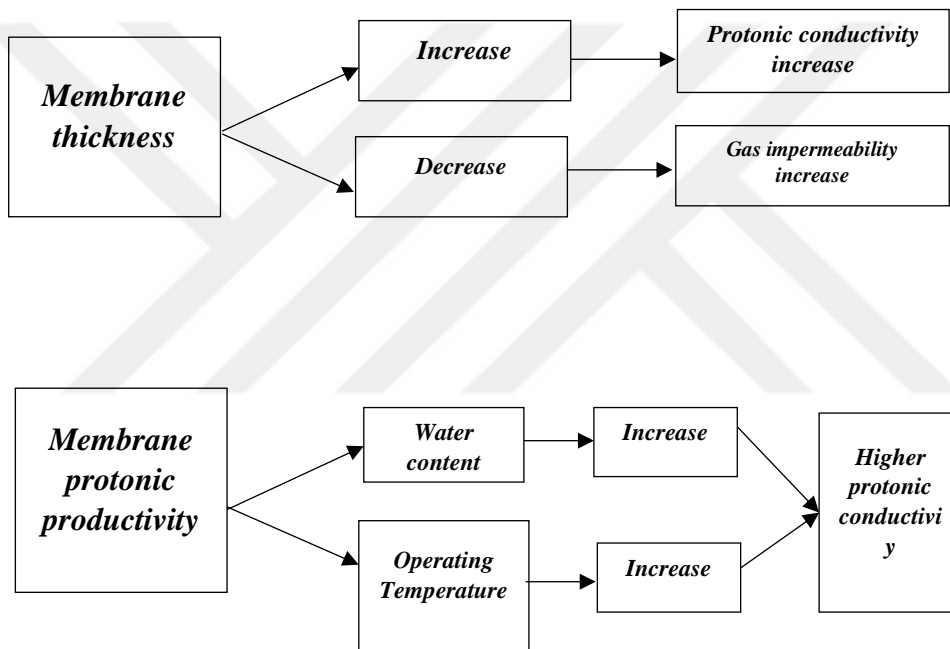 Membrane
thickness
Increase
Protonic conductivity
increase
Decrease
Gas impermeability
increase
Membrane
protonic
productivity
Water
content
Increase
Operating
Temperature
Increase
Higher
protonic
conductivi
y